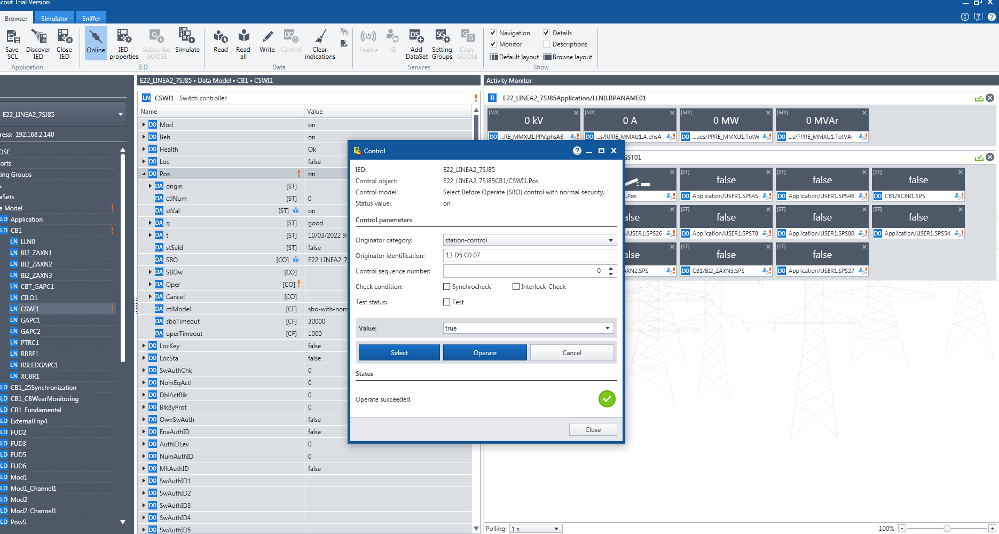 Scout Trial Version
Browser
Simulator
Sniffer
Save SCL
Discover IED
Close IED
Application
Online
IED properties
Subscribe GOOSE
Simulate
IED
Read
Read all
Write
Control
Clear indications
Data
Enable
GI
Add DataSet
Setting Groups
Copy GOOSE
Services
Navigation
Details
Monitor
Descriptions
Default layout
Browse layout
Show
E22_LINEA2_7SJ85
ress: 192.168.2.140
OSE
orts
ing Groups
s
aSets
a Model
LD Application
LD CB1
LN LLN0
LN BI2_ZAXN1
LN BI2_ZAXN2
LN BI2_ZAXN3
LN CBT_GAPC1
LN CILO1
LN CSWI1
LN GAPC1
LN GAPC2
LN PTRC1
LN RBRF1
LN RSLEDGAPC1
LN XCBR1
LD CB1_25Synchronization
LD CB1_CBWearMonitoring
LD CB1_Fundamental
LD ExternalTrip4
LD FUD2
LD FUD3
LD FUD5
LD FUD6
LD Mod1
LD Mod1_Channel1
LD Mod2
LD Mod2_Channel1
LD PowS
E22_LINEA2_7SJ85 • Data Model • CB1 • CSWI1
LN CSWI1 Switch controller
Name Value
DO Mod on
DO Beh on
DO Health Ok
DO Loc false
DO Pos on
DA origin [ST]
DA ctlNum [ST] 0
DA stVal [ST] on
DA q [ST] good
DA t [ST] 10/03/2022 9:
DA stSeld [ST] false
DA SBO [CO] E22_LINEA2_7
DA SBOw [CO]
DA Oper [CO]
DA Cancel [CO]
DA ctlModel [CF] sbo-with-norm
DA sboTimeout [CF] 30000
DA operTimeout [CF] 1000
DO LocKey false
DO LocSta false
DO SwAuthChk 0
DO NomEqActl 0
DO DblActBlk 0
DO BlkByProt 0
DO OwnSwAuth false
DO EnaAuthID false
DO AuthIDLev 0
DO NumAuthID 0
DO MltAuthID false
DO SwAuthID1
DO SwAuthID2
DO SwAuthID3
DO SwAuthID4
DO SwAuthID5
Control
IED: E22_LINEA2_7SJ85
Control object: E22_LINEA2_7SJ85CB1/CSWI1.Pos
Control model: Select Before Operate (SBO) control with normal security.
Status value: on
Control parameters
Originator category: station-control
Originator identification: 13 D5 C0 07
Control sequence number: 0
Check condition: Synchrocheck Interlock-Check
Test status: Test
Value: true
Select Operate Cancel
Status
Operate succeeded.
Close
Activity Monitor
R E22_LINEA2_7SJ85Application/LLN0.RPANAME01
[MX] 0 kV
[MX] 0 A
[MX] 0 MW
[MX] 0 MVAr
DO ...RE_MMXU1.PPV.phsAB
DO ...s/RPRE_MMXU1.A.phsA
DO ...ues/PPRE_MMXU1.TotW
DO ...s/PPRE_MMXU1.TotVAr
GST01
[ST] false
[ST] false
[ST] false
.Pos
DO Application/USER1.SPS45
DO Application/USER1.SPS46
DO CB1/XCBR1.SPS
alse
[ST] false
[ST] false
[ST] false
/USER1.SPS26
DO Application/USER1.SPS78
DO Application/USER1.SPS80
DO Application/USER1.SPS54
alse
[ST] false
[ST] false
AXN2.SPS
DO CB1/BI2_ZAXN3.SPS
DO Application/USER1.SPS27
Polling: 1 s
100%